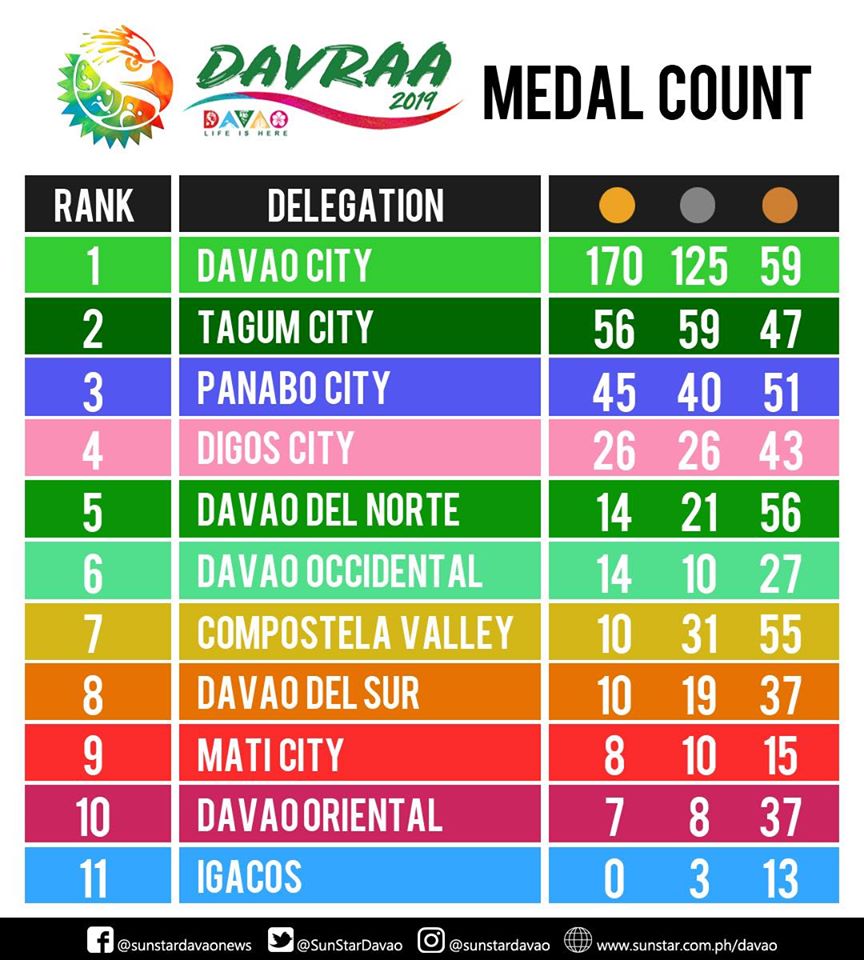 DAVRAA
2019
DAVAO
LIFE IS HERE
MEDAL COUNT
RANK DELEGATION
1 DAVAO CITY 170 125 59
2 TAGUM CITY 56 59 47
3 PANABO CITY 45 40 51
4 DIGOS CITY 26 26 43
5 DAVAO DEL NORTE 14 21 56
6 DAVAO OCCIDENTAL 14 10 27
7 COMPOSTELA VALLEY 10 31 55
8 DAVAO DEL SUR 10 19 37
9 MATI CITY 8 10 15
10 DAVAO ORIENTAL 7 8 37
11 IGACOS 0 3 13
@sunstardavaonews @SunStarDavao @sunstardavao www.sunstar.com.ph/davao